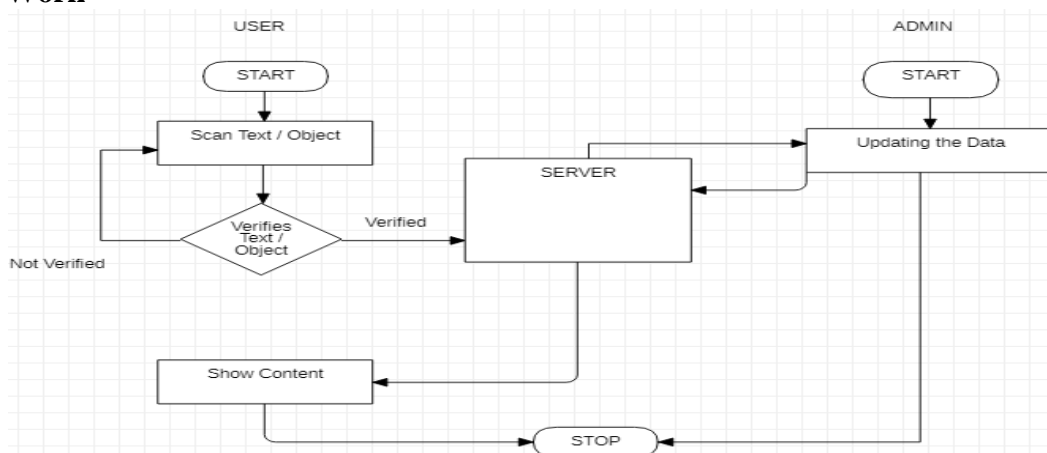 USER
ADMIN
START
START
Scan Text / Object
Updating the Data
SERVER
Verifies
Text /
Object
Verified
Not Verified
Show Content
STOP